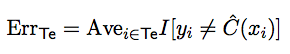 Err_Te = Ave_{i∈Te} I[y_i ≠ Ĉ(x_i)]